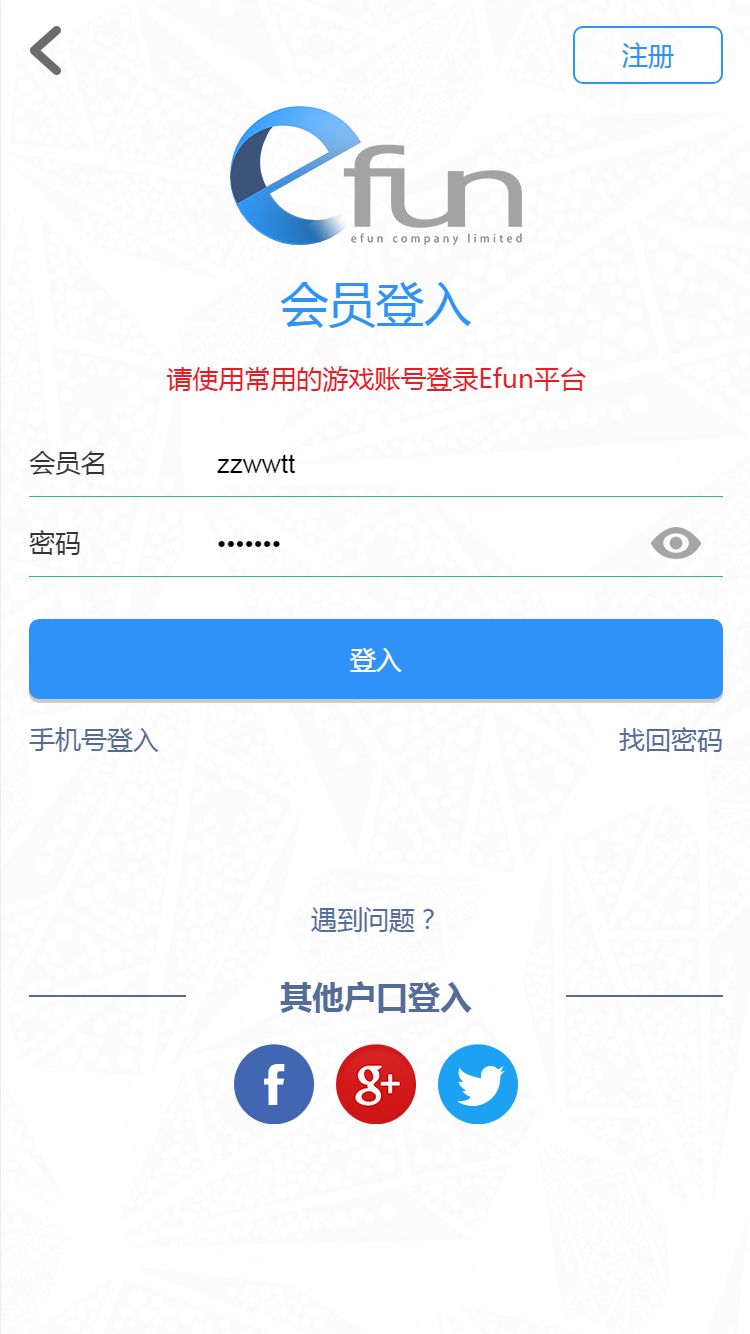 注册
efun
efun company limited
会员登入
请使用常用的游戏账号登录Efun平台
会员名 zzwwtt
密码 •••••••
登入
手机号登入 找回密码
遇到问题？
其他户口登入
f g+